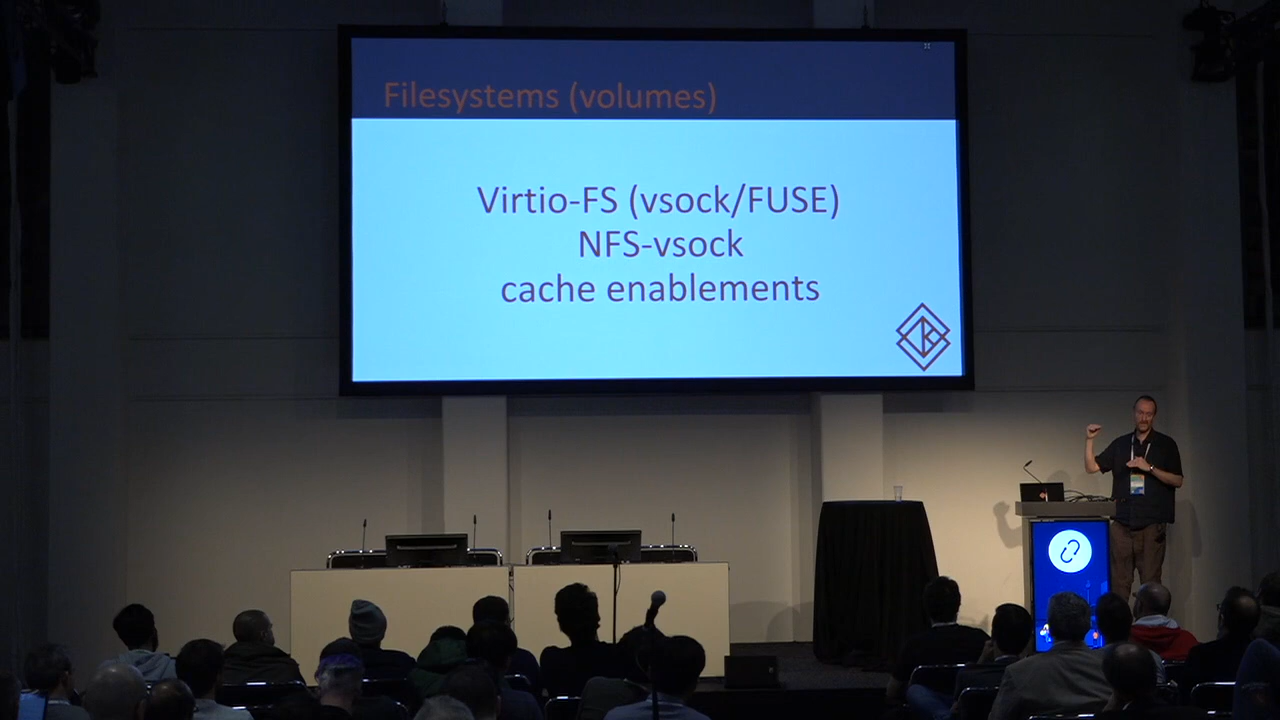 Filesystems (volumes)
Virtio-FS (vsock/FUSE)
NFS-vsock
cache enablements